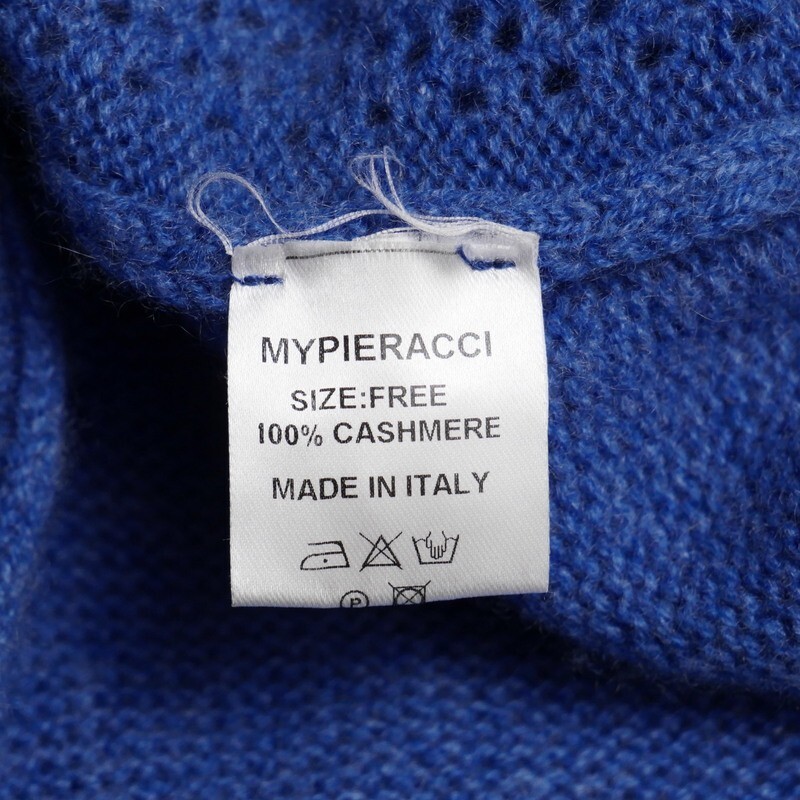 MYPIERACCI
SIZE:FREE
100% CASHMERE
MADE IN ITALY
P